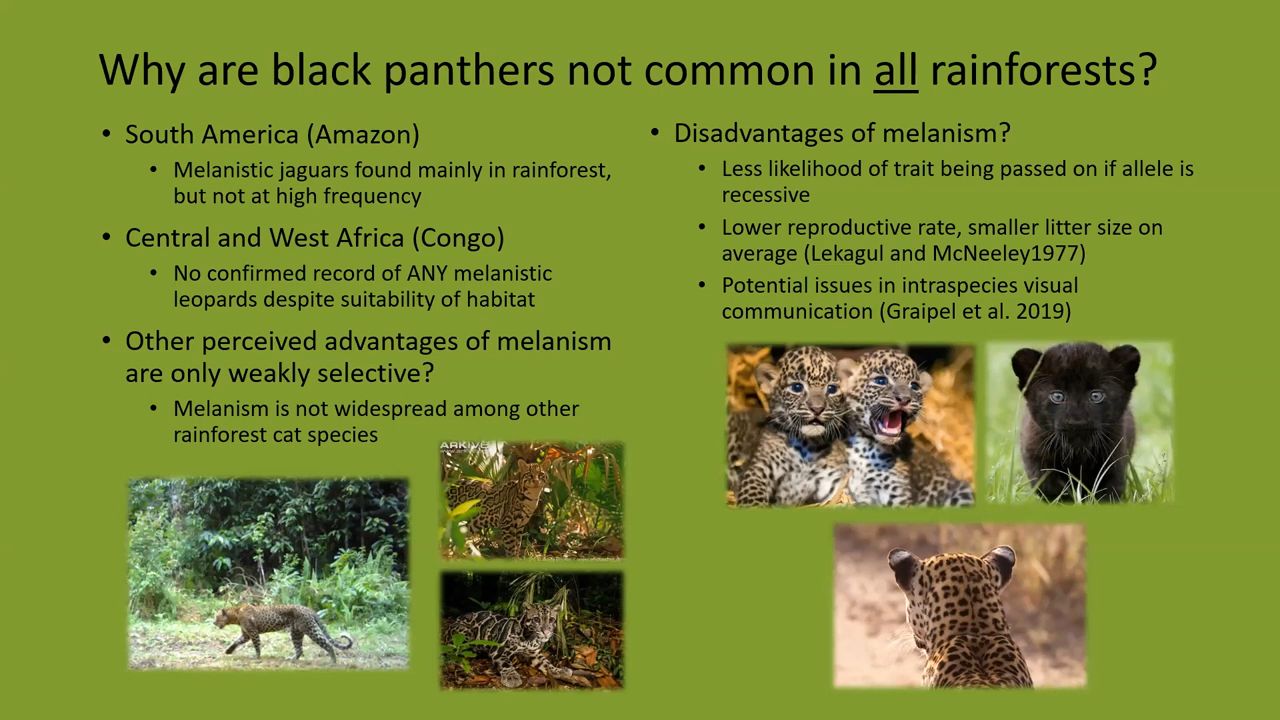 Why are black panthers not common in all rainforests?
• South America (Amazon)
• Melanistic jaguars found mainly in rainforest,
but not at high frequency
• Central and West Africa (Congo)
• No confirmed record of ANY melanistic
leopards despite suitability of habitat
• Other perceived advantages of melanism
are only weakly selective?
• Melanism is not widespread among other
rainforest cat species
ARKIVE
• Disadvantages of melanism?
• Less likelihood of trait being passed on if allele is
recessive
• Lower reproductive rate, smaller litter size on
average (Lekagul and McNeeley1977)
• Potential issues in intraspecies visual
communication (Graipel et al. 2019)